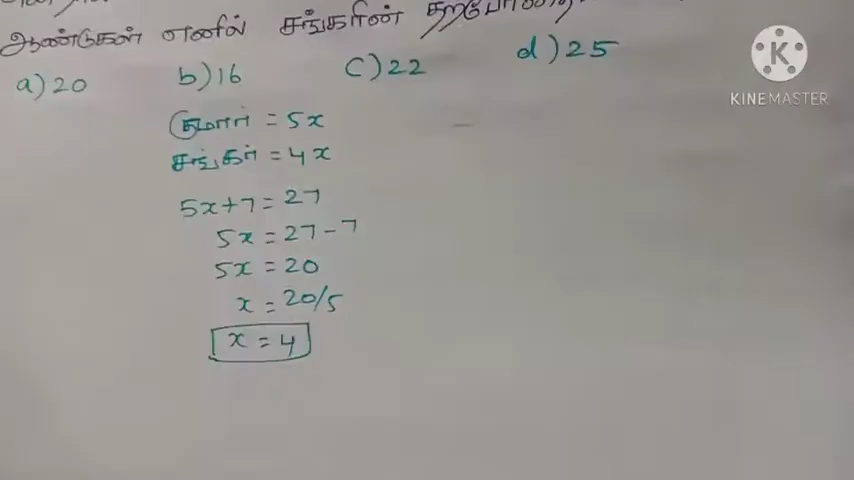 ஆண்டுகள் எனில் சங்கரின்
a) 20 b) 16 c) 22 d) 25
குமார் = 5x
சங்கர் = 4x
5x+7 = 27
5x = 27-7
5x = 20
x = 20/5
x = 4
K
KINEMASTER